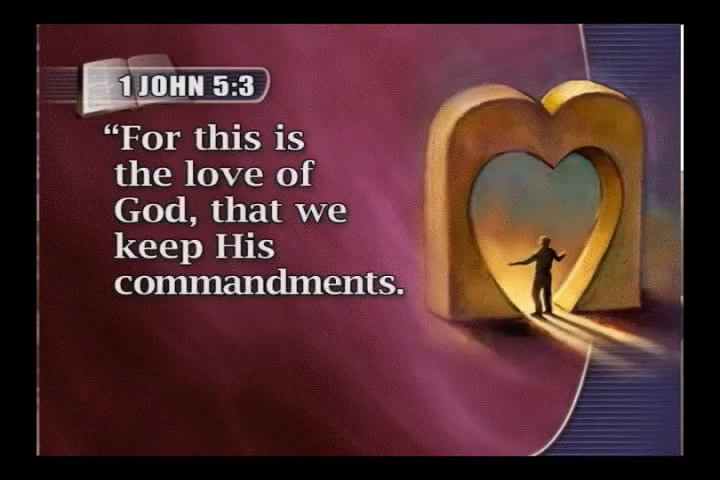 1 JOHN 5:3
“For this is
the love of
God, that we
keep His
commandments.